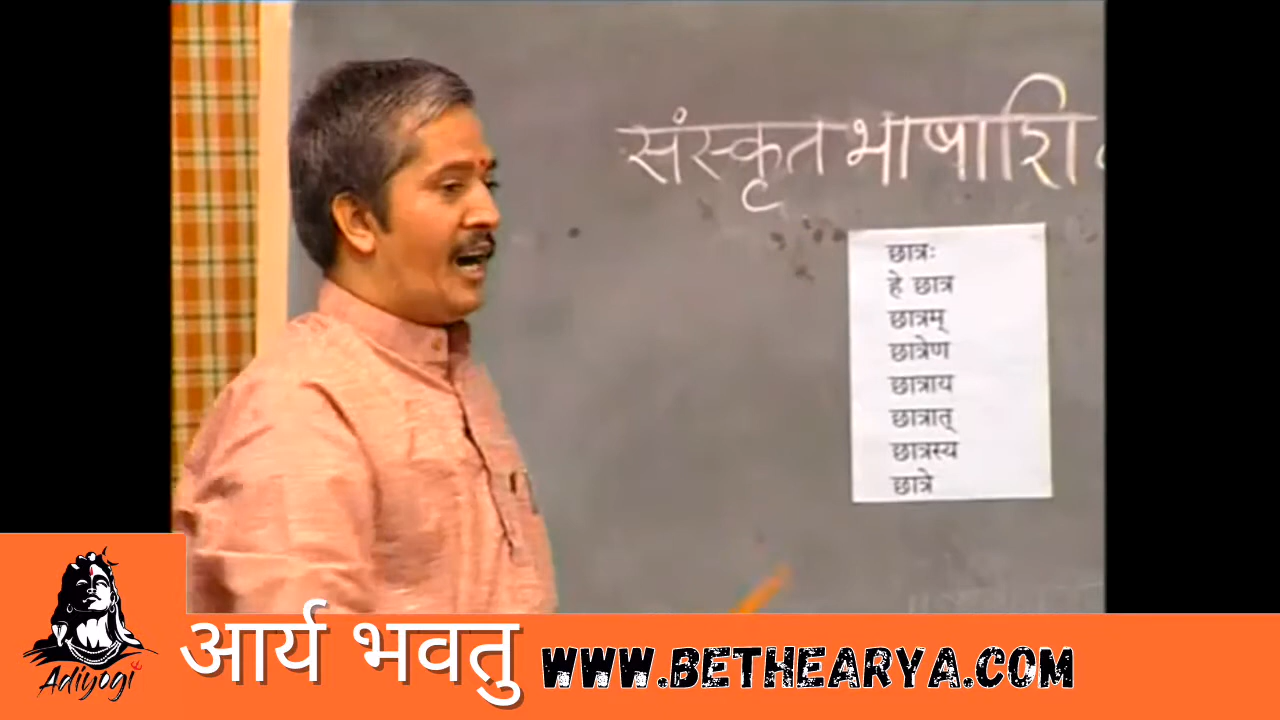 संस्कृतभाषाशि
छात्रः
हे छात्र
छात्रम्
छात्रेण
छात्राय
छात्रात्
छात्रस्य
छात्रे
Adiyogi
आर्य भवतु WWW.BETHEARYA.COM